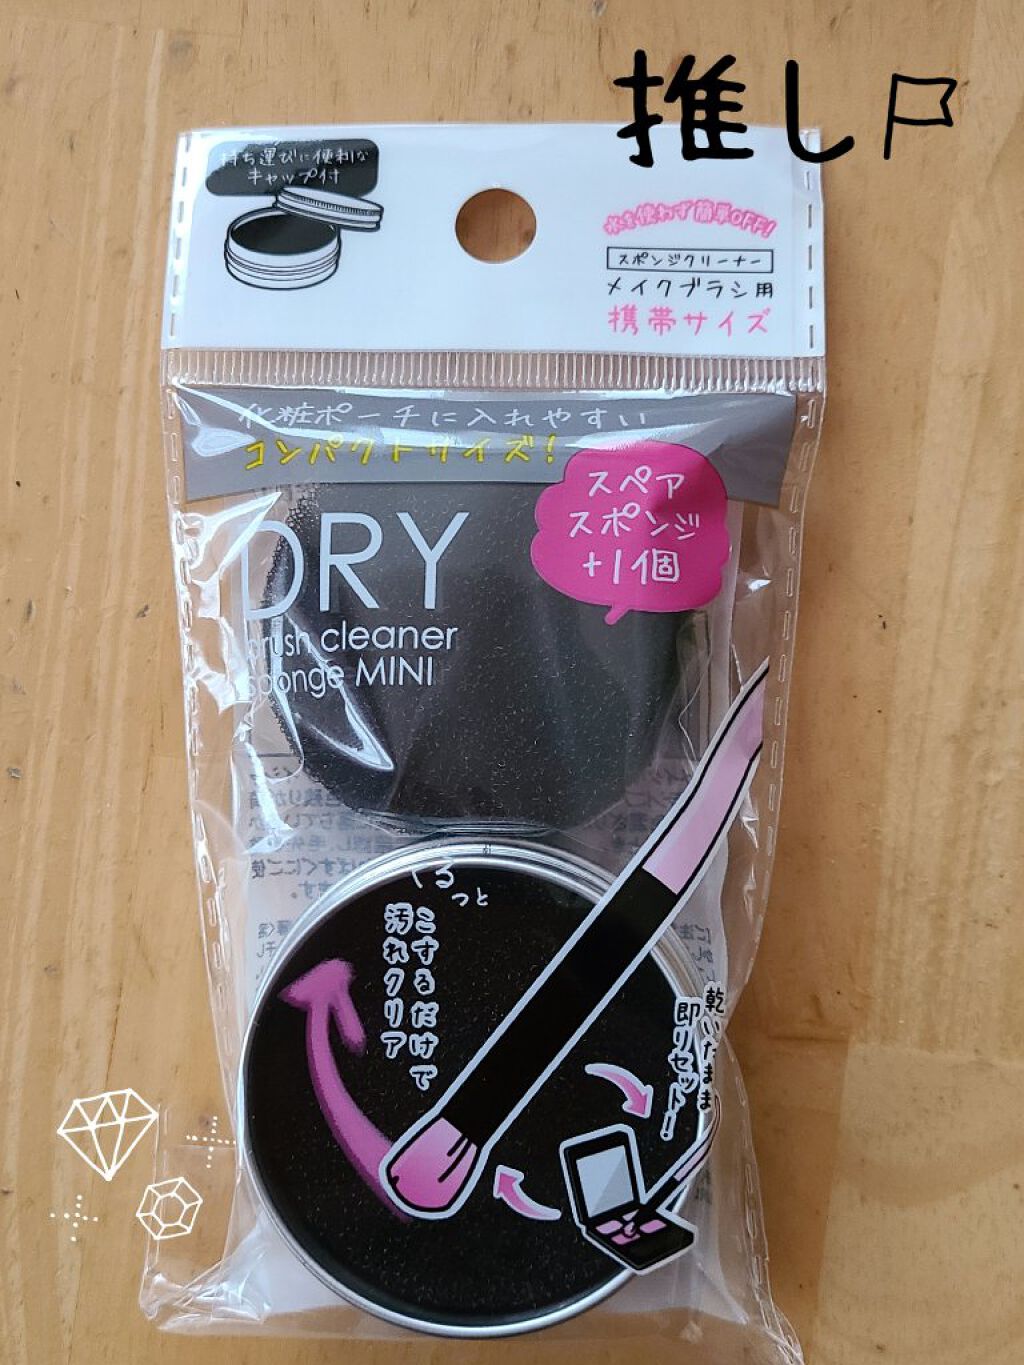 推し
持ち運びに便利な
キャップ付
水を使わず簡単OFF!
スポンジクリーナー
メイクブラシ用
携帯サイズ
化粧ポーチに入れやすい
コンパクトサイズ!
スペア
スポンジ
+1個
DRY
brush cleaner
sponge MINI
くるっと
こするだけで
汚れクリア
乾いたまま
即リセット!